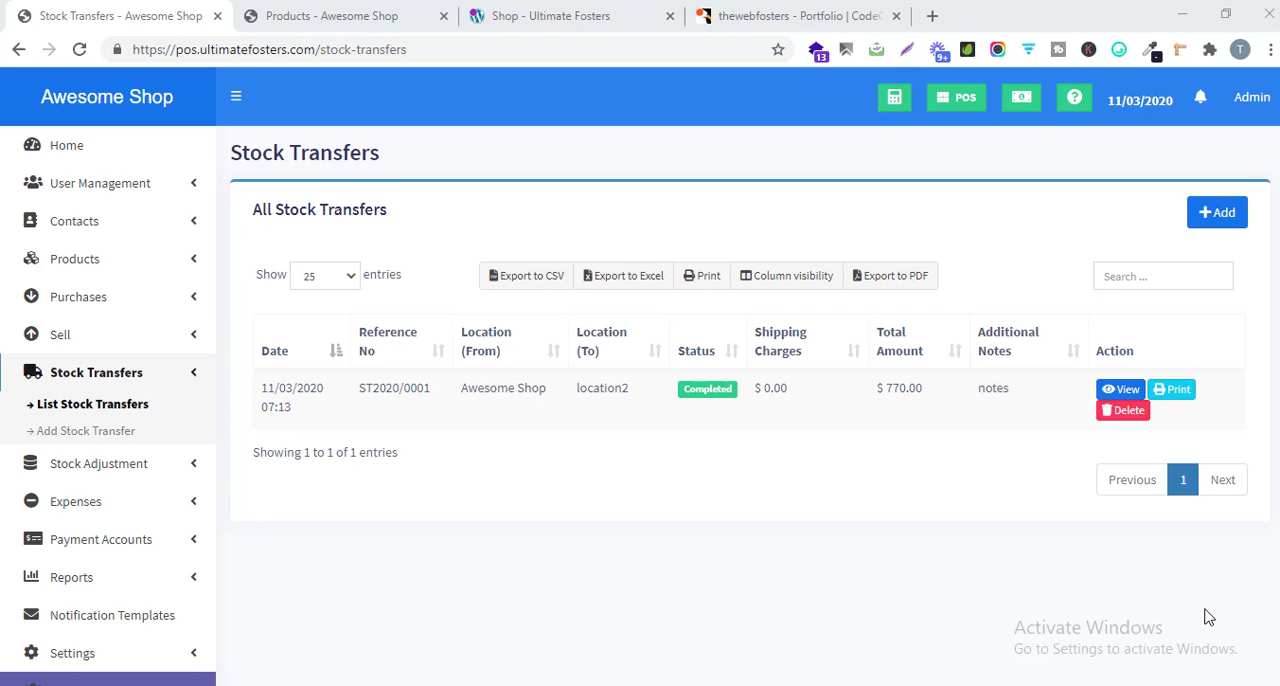 Stock Transfers - Awesome Shop
Products - Awesome Shop
Shop - Ultimate Fosters
thewebfosters - Portfolio | CodeC
https://pos.ultimatefosters.com/stock-transfers
13
9+
tb
K
T
Awesome Shop
POS
11/03/2020
Admin
Home
User Management
Contacts
Products
Purchases
Sell
Stock Transfers
List Stock Transfers
Add Stock Transfer
Stock Adjustment
Expenses
Payment Accounts
Reports
Notification Templates
Settings
Stock Transfers
All Stock Transfers
Add
Show 25 entries
Export to CSV Export to Excel Print Column visibility Export to PDF
Search ...
Date Reference No Location (From) Location (To) Status Shipping Charges Total Amount Additional Notes Action
11/03/2020 07:13 ST2020/0001 Awesome Shop location2 Completed $ 0.00 $ 770.00 notes View Print
Delete
Showing 1 to 1 of 1 entries
Previous 1 Next
Activate Windows
Go to Settings to activate Windows.